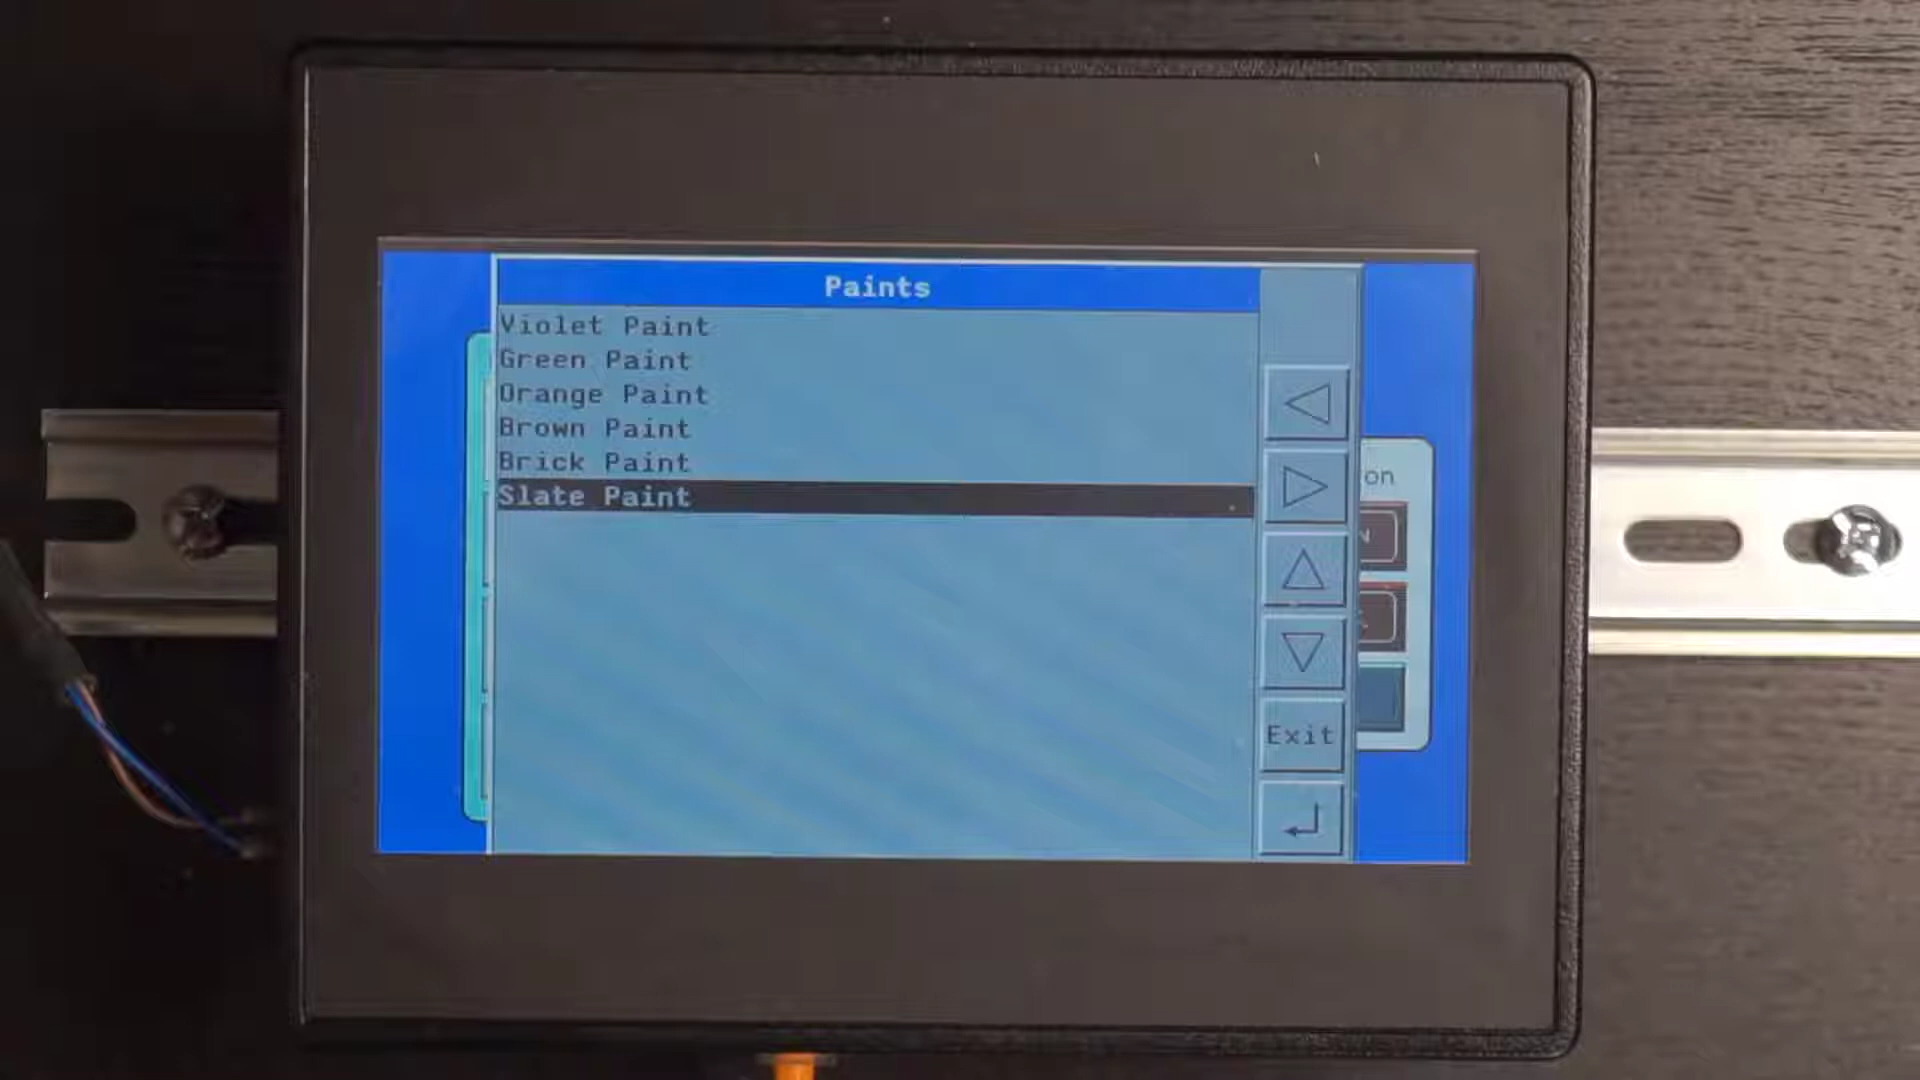 Paints
Violet Paint
Green Paint
Orange Paint
Brown Paint
Brick Paint
Slate Paint
on
N
Exit